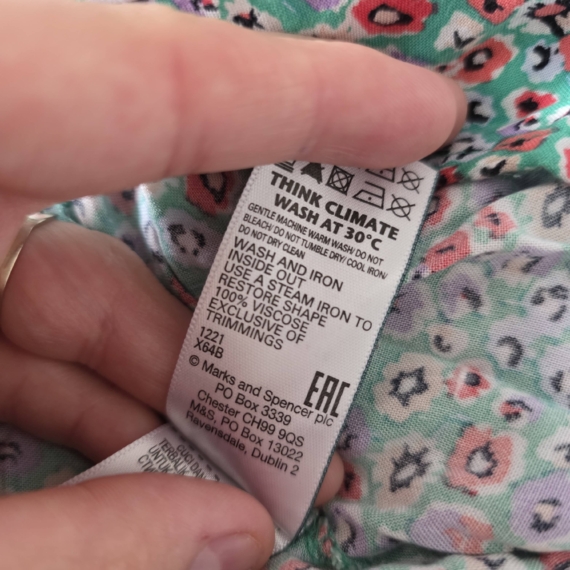 THINK CLIMATE
WASH AT 30°C
GENTLE MACHINE WARM WASH/ DO NOT
BLEACH/ DO NOT TUMBLE DRY/ COOL IRON/
DO NOT DRY CLEAN
WASH AND IRON
INSIDE OUT
USE A STEAM IRON TO
RESTORE SHAPE
100% VISCOSE
EXCLUSIVE OF
TRIMMINGS
1221
X64B
EAC
© Marks and Spencer plc
PO Box 3339
Chester CH99 9QS
M&S, PO Box 13022
Ravensdale, Dublin 2